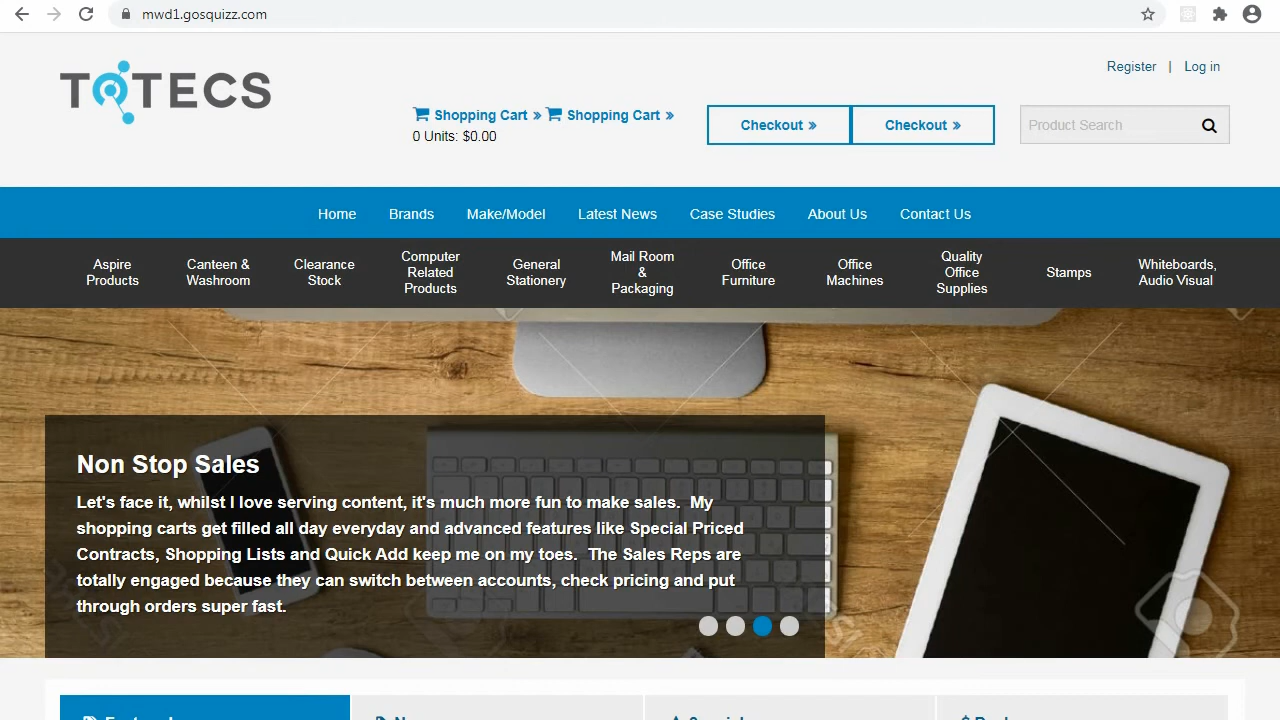 mwd1.gosquizz.com
TOTECS
Register | Log in
Shopping Cart » Shopping Cart »
0 Units: $0.00
Checkout » Checkout »
Product Search
Home Brands Make/Model Latest News Case Studies About Us Contact Us
Aspire
Products
Canteen &
Washroom
Clearance
Stock
Computer
Related
Products
General
Stationery
Mail Room
&
Packaging
Office
Furniture
Office
Machines
Quality
Office
Supplies
Stamps
Whiteboards,
Audio Visual
Non Stop Sales
Let's face it, whilst I love serving content, it's much more fun to make sales. My
shopping carts get filled all day everyday and advanced features like Special Priced
Contracts, Shopping Lists and Quick Add keep me on my toes. The Sales Reps are
totally engaged because they can switch between accounts, check pricing and put
through orders super fast.